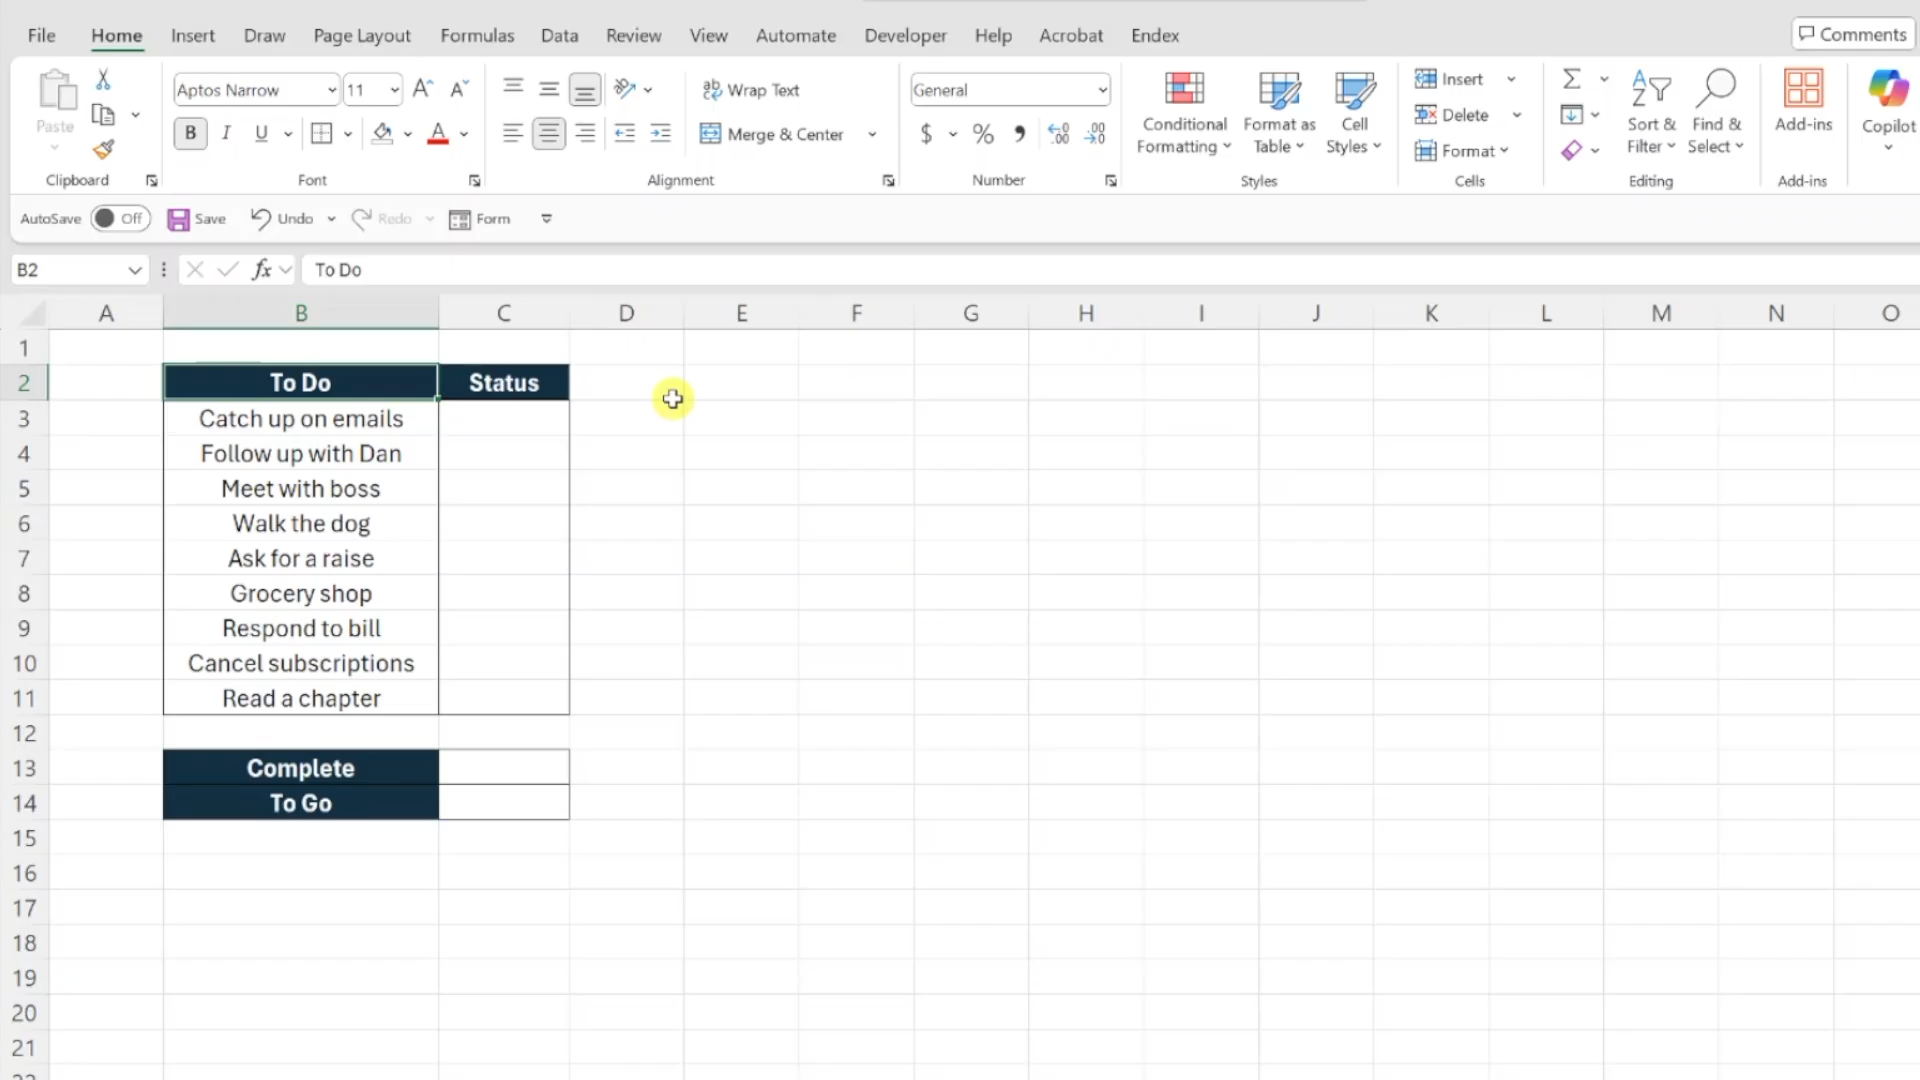 File Home Insert Draw Page Layout Formulas Data Review View Automate Developer Help Acrobat Endex Comments
Paste
Clipboard
Aptos Narrow 11 A A
B I U A
Font
Wrap Text
Merge & Center
Alignment
General
$ % 9 .00 .00
Number
Conditional Formatting
Format as Table
Cell Styles
Styles
Insert
Delete
Format
Cells
Sort & Filter
Find & Select
Editing
Add-ins
Add-ins
Copilot
AutoSave Off Save Undo Redo Form
B2 fx To Do
A B C D E F G H I J K L M N O
1
2 To Do Status
3 Catch up on emails
4 Follow up with Dan
5 Meet with boss
6 Walk the dog
7 Ask for a raise
8 Grocery shop
9 Respond to bill
10 Cancel subscriptions
11 Read a chapter
12
13 Complete
14 To Go
15
16
17
18
19
20
21